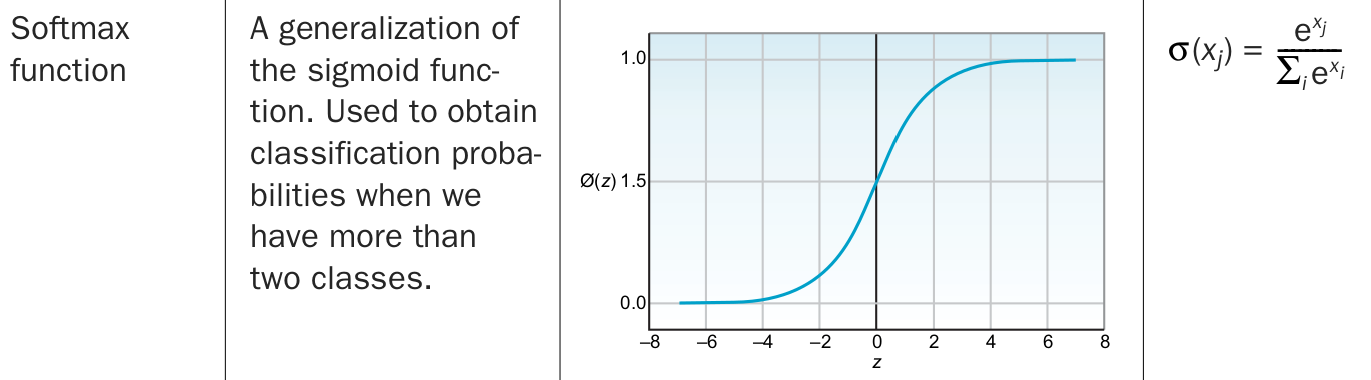 Softmax
function
A generalization of
the sigmoid func-
tion. Used to obtain
classification proba-
bilities when we
have more than
two classes.
1.0
Ø(z) 1.5
0.0
–8 –6 –4 –2 0 2 4 6 8
z
σ(xⱼ) = e^{xⱼ} / Σᵢ e^{xᵢ}